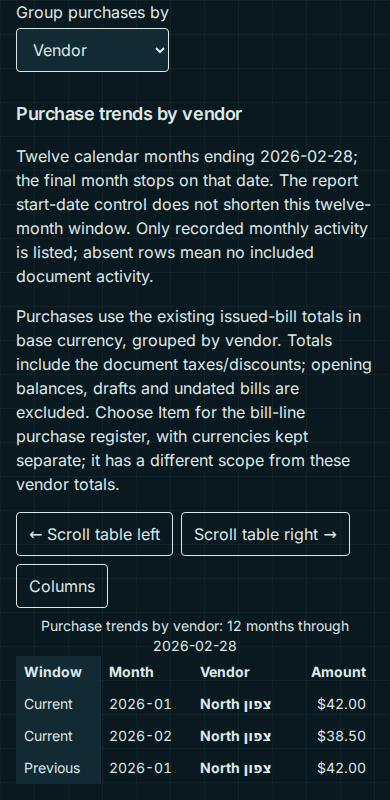 Group purchases by
Vendor
Purchase trends by vendor
Twelve calendar months ending 2026-02-28;
the final month stops on that date. The report
start-date control does not shorten this twelve-
month window. Only recorded monthly activity
is listed; absent rows mean no included
document activity.
Purchases use the existing issued-bill totals in
base currency, grouped by vendor. Totals
include the document taxes/discounts; opening
balances, drafts and undated bills are
excluded. Choose Item for the bill-line
purchase register, with currencies kept
separate; it has a different scope from these
vendor totals.
← Scroll table left Scroll table right →
Columns
Purchase trends by vendor: 12 months through
2026-02-28
Window Month Vendor Amount
Current 2026-01 North צפון $42.00
Current 2026-02 North צפון $38.50
Previous 2026-01 North צפון $42.00